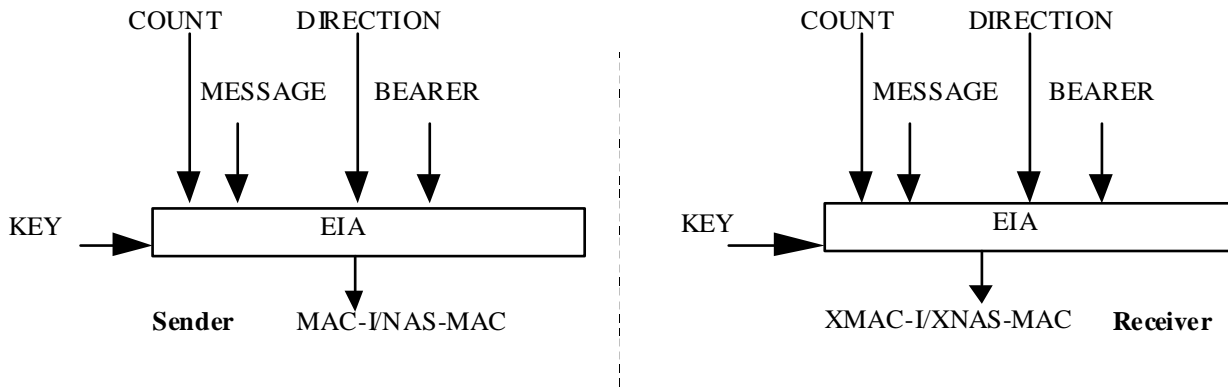 COUNT DIRECTION
MESSAGE BEARER
KEY EIA
Sender MAC-I/NAS-MAC
COUNT DIRECTION
MESSAGE BEARER
KEY EIA
XMAC-I/XNAS-MAC Receiver